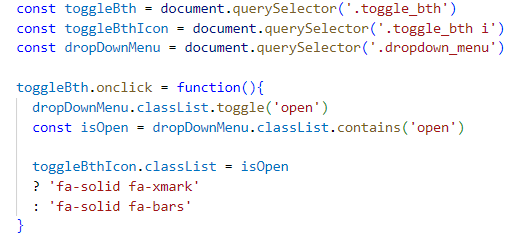 const toggleBth = document.querySelector('.toggle_bth')
const toggleBthIcon = document.querySelector('.toggle_bth i')
const dropDownMenu = document.querySelector('.dropdown_menu')

toggleBth.onclick = function(){
  dropDownMenu.classList.toggle('open')
  const isOpen = dropDownMenu.classList.contains('open')

  toggleBthIcon.classList = isOpen
  ? 'fa-solid fa-xmark'
  : 'fa-solid fa-bars'
}